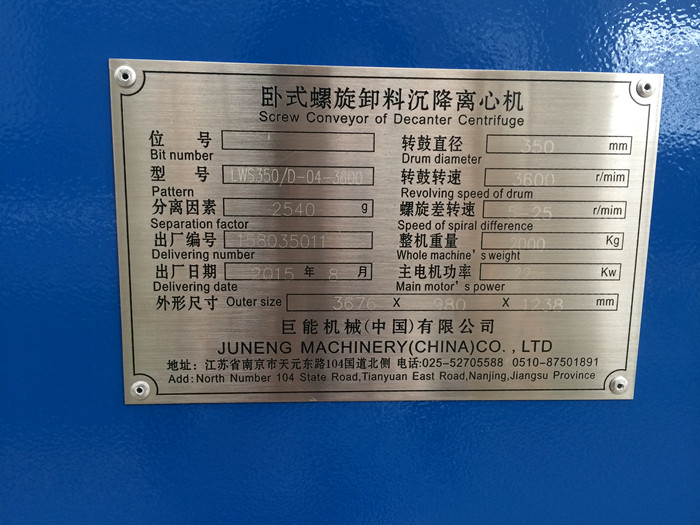 卧式螺旋卸料沉降离心机
Screw Conveyor of Decanter Centrifuge
位号
Bit number
型号 LWS350/D-04-3600
Pattern
分离因素 2540 g
Separation factor
出厂编号 158035011
Delivering number
出厂日期 2015 年 8 月
Delivering date
转鼓直径 350 mm
Drum diameter
转鼓转速 3600 r/mim
Revolving speed of drum
螺旋差转速 5-25 r/mim
Speed of spiral difference
整机重量 2000 Kg
Whole machine's weight
主电机功率 22 Kw
Main motor's power
外形尺寸 Outer size 3676 X 980 X 1238 mm
巨能机械(中国)有限公司
JUNENG MACHINERY(CHINA)CO., LTD
地址: 江苏省南京市天元东路104国道北侧 电话:025-52705588 0510-87501891
Add:North Number 104 State Road,Tianyuan East Road,Nanjing,Jiangsu Province